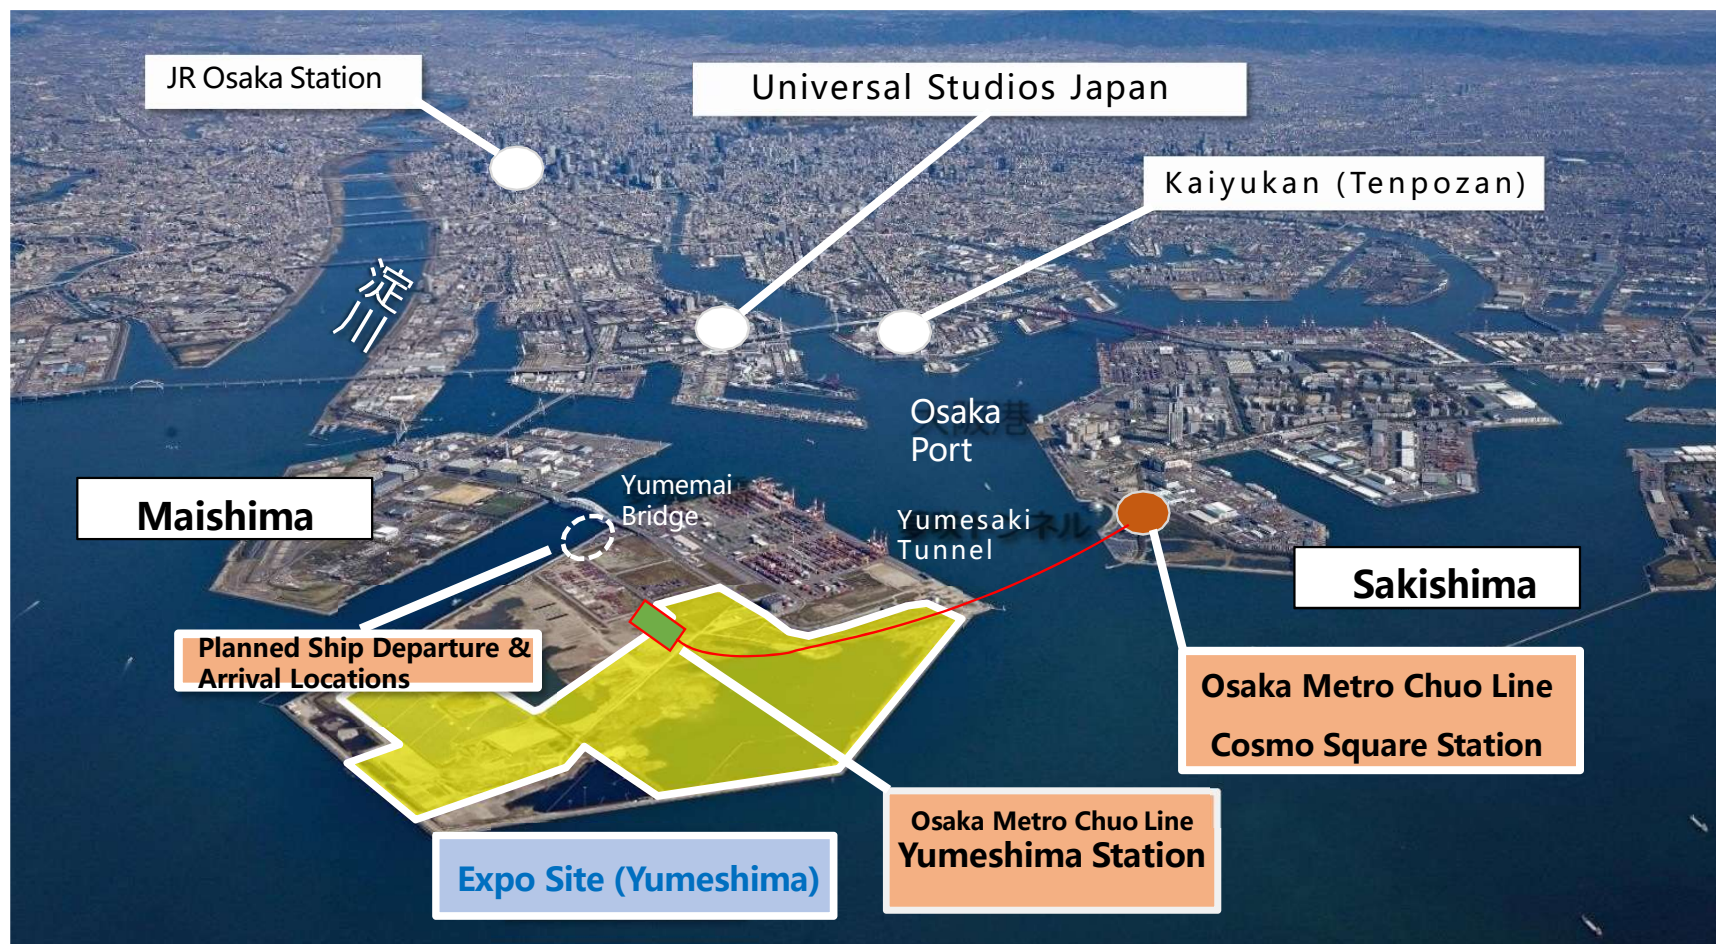 JR Osaka Station
Universal Studios Japan
Kaiyukan (Tenpozan)
淀川
Osaka
Port
Yumemai
Bridge
Maishima
Yumesaki
Tunnel
Sakishima
Planned Ship Departure &
Arrival Locations
Osaka Metro Chuo Line
Cosmo Square Station
Osaka Metro Chuo Line
Yumeshima Station
Expo Site (Yumeshima)